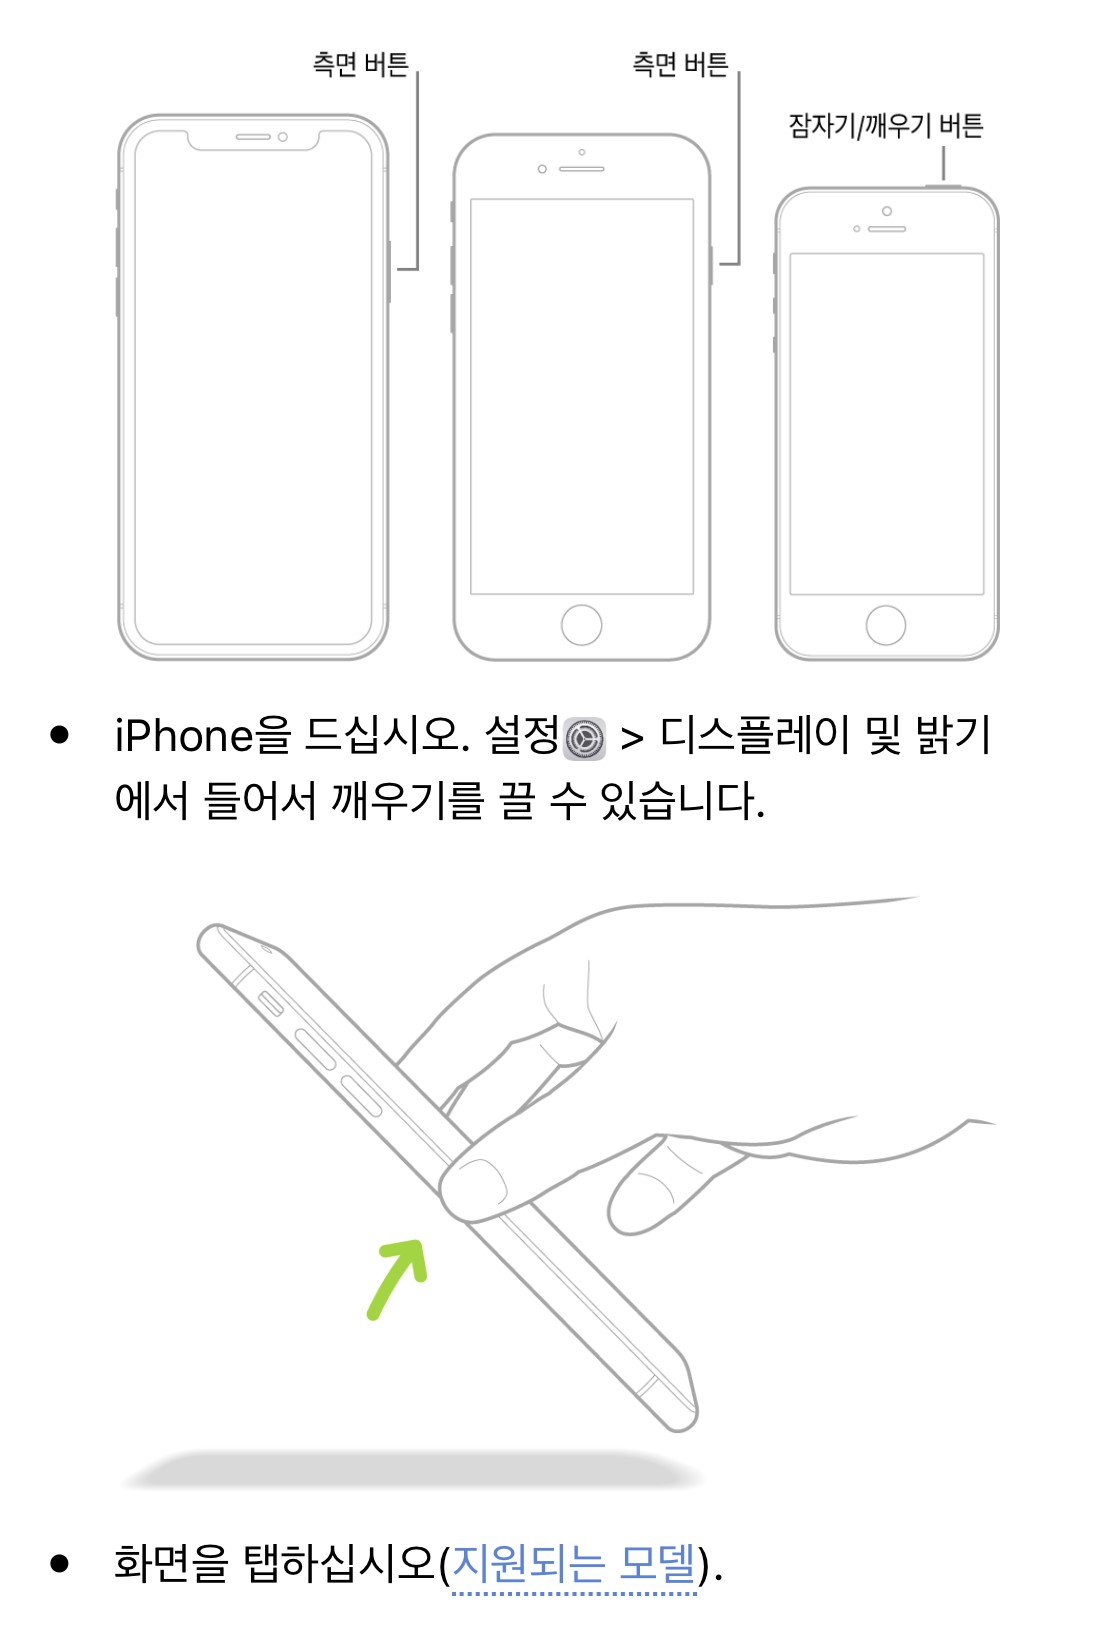 측면 버튼
측면 버튼
잠자기/깨우기 버튼
● iPhone을 드십시오. 설정 > 디스플레이 및 밝기
에서 들어서 깨우기를 끌 수 있습니다.
● 화면을 탭하십시오(지원되는 모델).